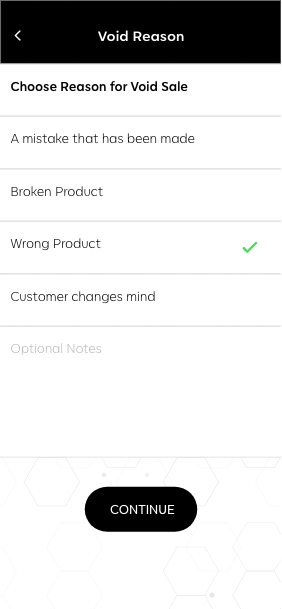 Void Reason
Choose Reason for Void Sale
A mistake that has been made
Broken Product
Wrong Product
Customer changes mind
Optional Notes
CONTINUE